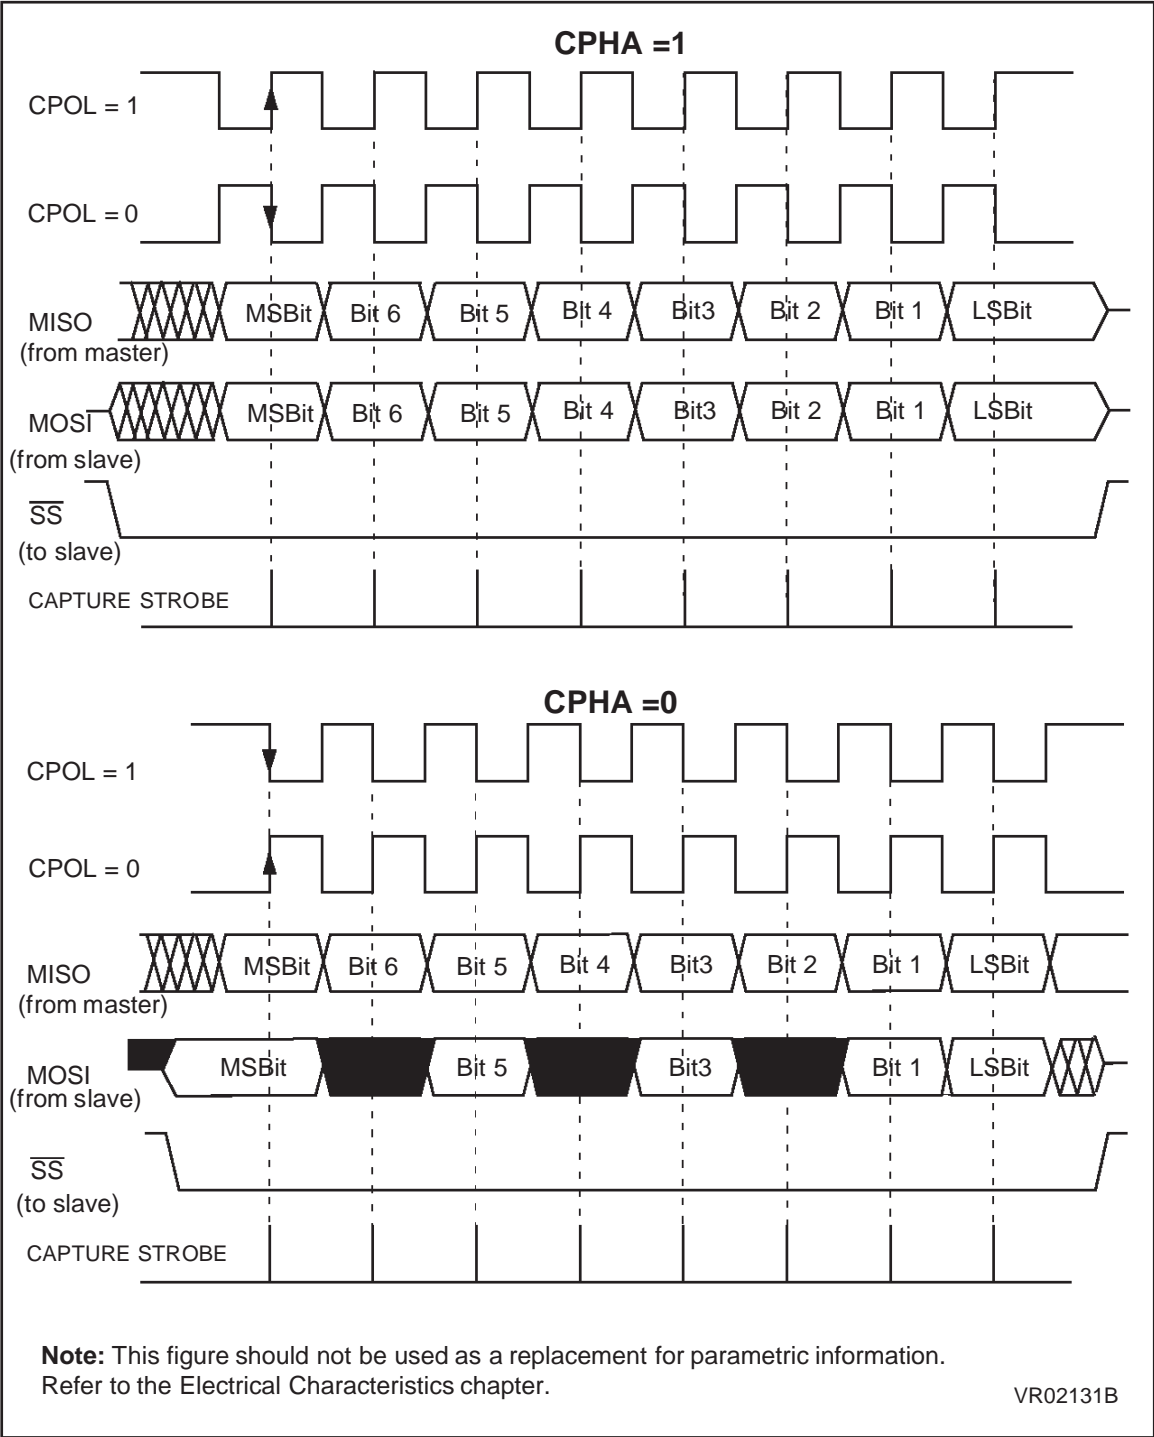 CPHA =1
CPOL = 1
CPOL = 0
MSBit Bit 6 Bit 5 Bit 4 Bit3 Bit 2 Bit 1 LSBit
MISO
(from master)
MSBit Bit 6 Bit 5 Bit 4 Bit3 Bit 2 Bit 1 LSBit
MOSI
(from slave)
SS
(to slave)
CAPTURE STROBE
CPHA =0
CPOL = 1
CPOL = 0
MSBit Bit 6 Bit 5 Bit 4 Bit3 Bit 2 Bit 1 LSBit
MISO
(from master)
MSBit Bit 5 Bit3 Bit 1 LSBit
MOSI
(from slave)
SS
(to slave)
CAPTURE STROBE
Note: This figure should not be used as a replacement for parametric information.
Refer to the Electrical Characteristics chapter.
VR02131B